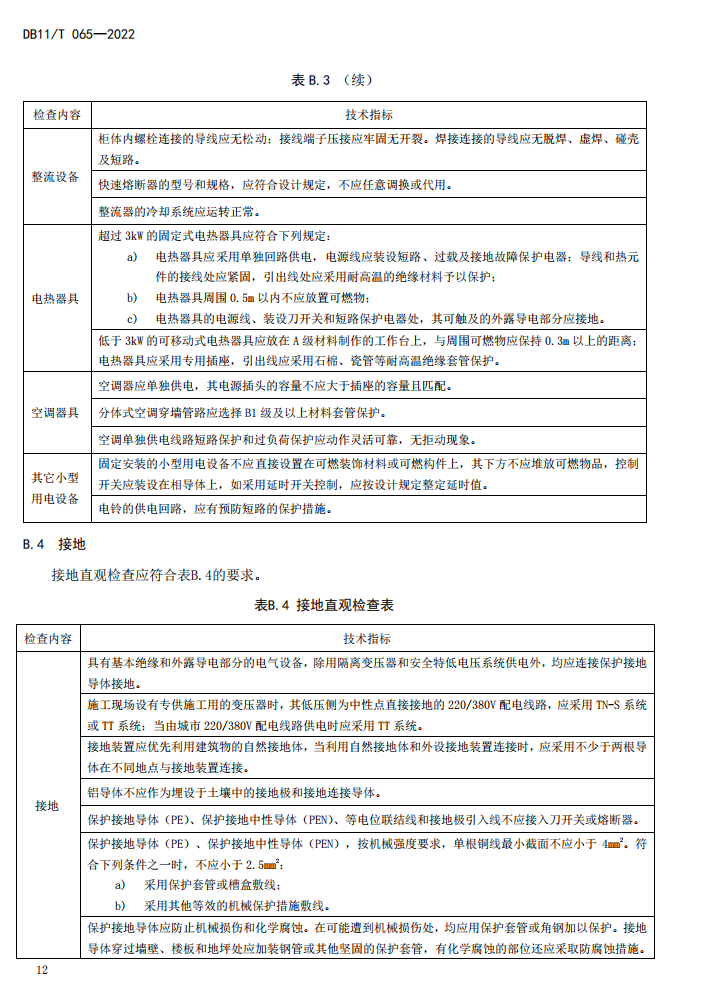 DB11/T 065—2022
表 B.3 （续）
检查内容
技术指标
整流设备
柜体内螺栓连接的导线应无松动；接线端子压接应牢固无开裂。焊接连接的导线应无脱焊、虚焊、碰壳
及短路。
快速熔断器的型号和规格，应符合设计规定，不应任意调换或代用。
整流器的冷却系统应运转正常。
电热器具
超过 3kW 的固定式电热器具应符合下列规定：
a) 电热器具应采用单独回路供电，电源线应装设短路、过载及接地故障保护电器；导线和热元
件的接线处应紧固，引出线处应采用耐高温的绝缘材料予以保护；
b) 电热器具周围 0.5m 以内不应放置可燃物；
c) 电热器具的电源线、装设刀开关和短路保护电器处，其可触及的外露导电部分应接地。
低于 3kW 的可移动式电热器具应放在 A 级材料制作的工作台上，与周围可燃物应保持 0.3m 以上的距离；
电热器具应采用专用插座，引出线应采用石棉、瓷管等耐高温绝缘套管保护。
空调器具
空调器应单独供电，其电源插头的容量不应大于插座的容量且匹配。
分体式空调穿墙管路应选择 B1 级及以上材料套管保护。
空调单独供电线路短路保护和过负荷保护应动作灵活可靠，无拒动现象。
其它小型
用电设备
固定安装的小型用电设备不应直接设置在可燃装饰材料或可燃构件上，其下方不应堆放可燃物品，控制
开关应装设在相导体上，如采用延时开关控制，应按设计规定整定延时值。
电铃的供电回路，应有预防短路的保护措施。
B.4 接地
接地直观检查应符合表B.4的要求。
表B.4 接地直观检查表
检查内容
技术指标
接地
具有基本绝缘和外露导电部分的电气设备，除用隔离变压器和安全特低电压系统供电外，均应连接保护接地
导体接地。
施工现场设有专供施工用的变压器时，其低压侧为中性点直接接地的 220/380V 配电线路，应采用 TN-S 系统
或 TT 系统；当由城市 220/380V 配电线路供电时应采用 TT 系统。
接地装置应优先利用建筑物的自然接地体，当利用自然接地体和外设接地装置连接时，应采用不少于两根导
体在不同地点与接地装置连接。
铝导体不应作为埋设于土壤中的接地极和接地连接导体。
保护接地导体（PE）、保护接地中性导体（PEN）、等电位联结线和接地极引入线不应接入刀开关或熔断器。
保护接地导体（PE）、保护接地中性导体（PEN），按机械强度要求，单根铜线最小截面不应小于 4mm²。符
合下列条件之一时，不应小于 2.5mm²：
a) 采用保护套管或槽盒敷线；
b) 采用其他等效的机械保护措施敷线。
保护接地导体应防止机械损伤和化学腐蚀。在可能遭到机械损伤处，均应用保护套管或角钢加以保护。接地
导体穿过墙壁、楼板和地坪处应加装钢管或其他坚固的保护套管，有化学腐蚀的部位还应采取防腐蚀措施。
12